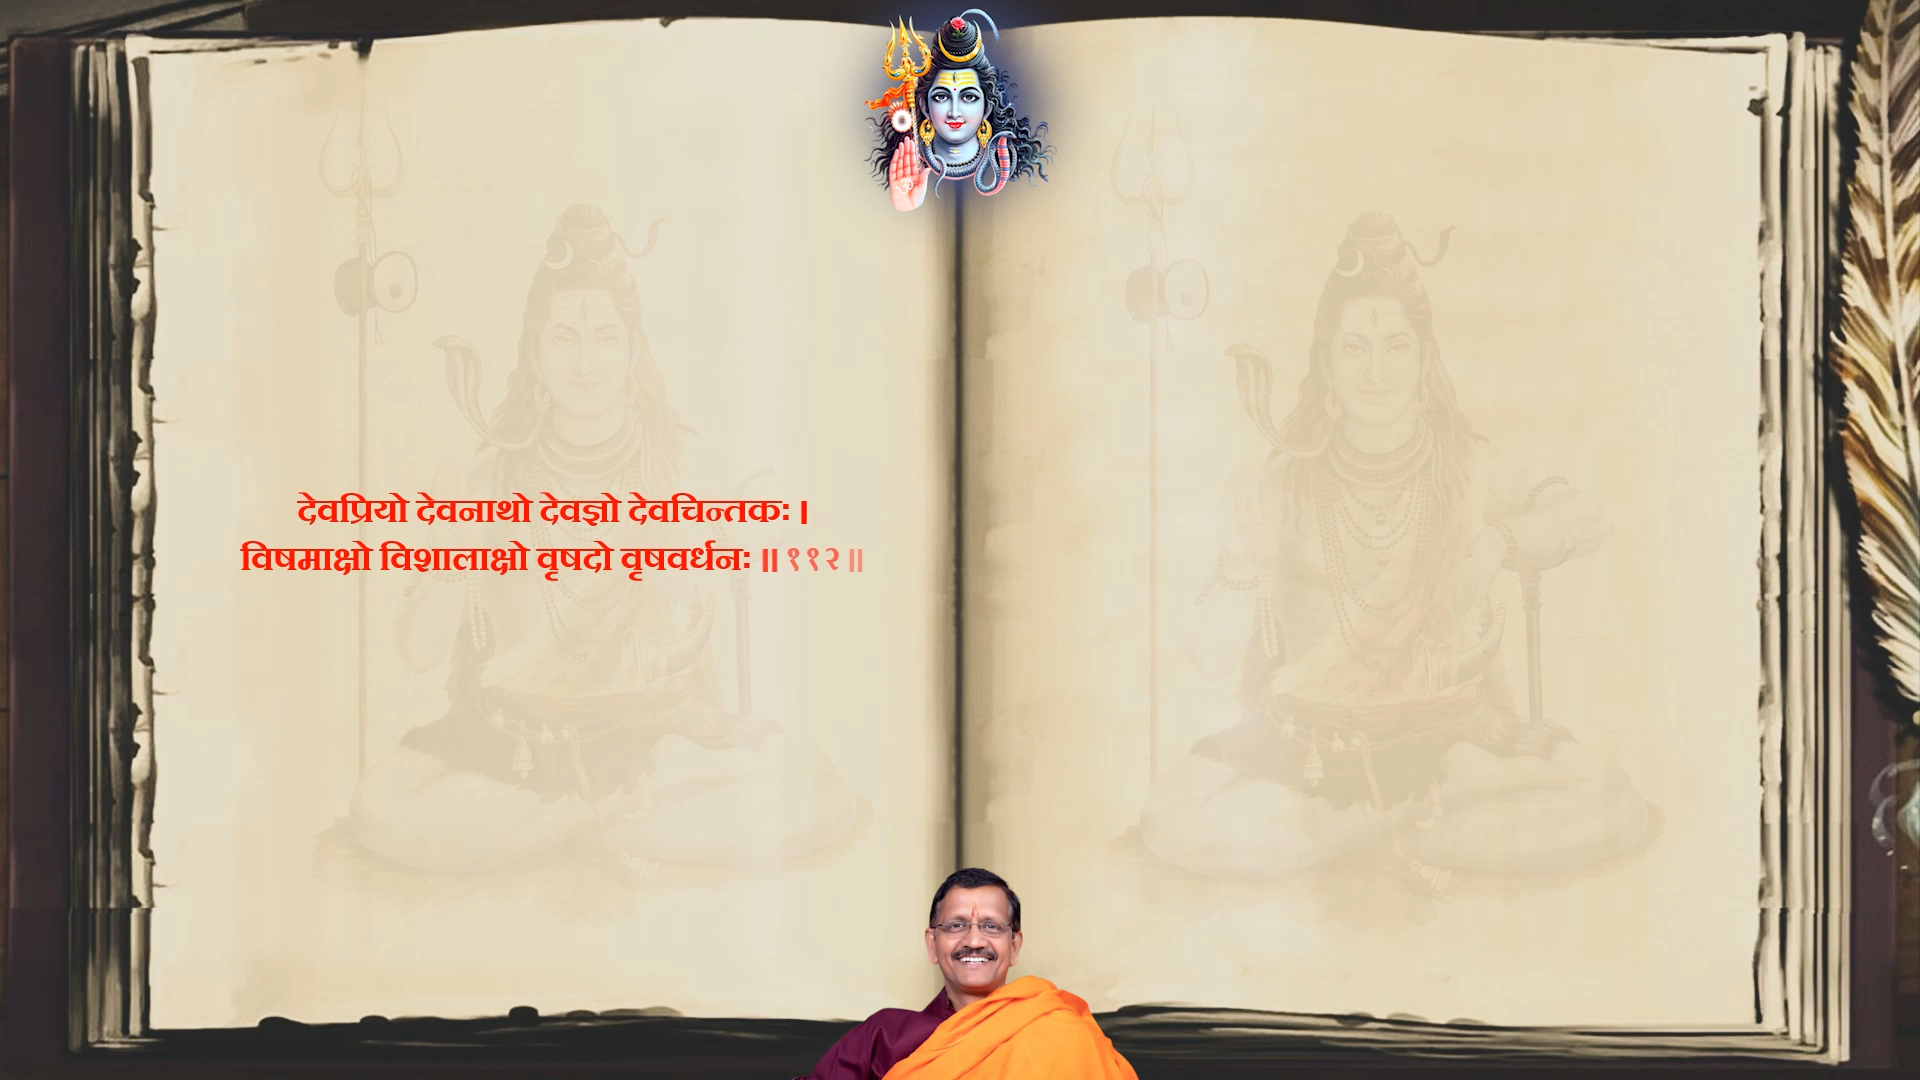 देवप्रियो देवनाथो देवज्ञो देवचिन्तकः ।
विषमाक्षो विशालाक्षो वृषदो वृषवर्धनः ॥ ११२ ॥